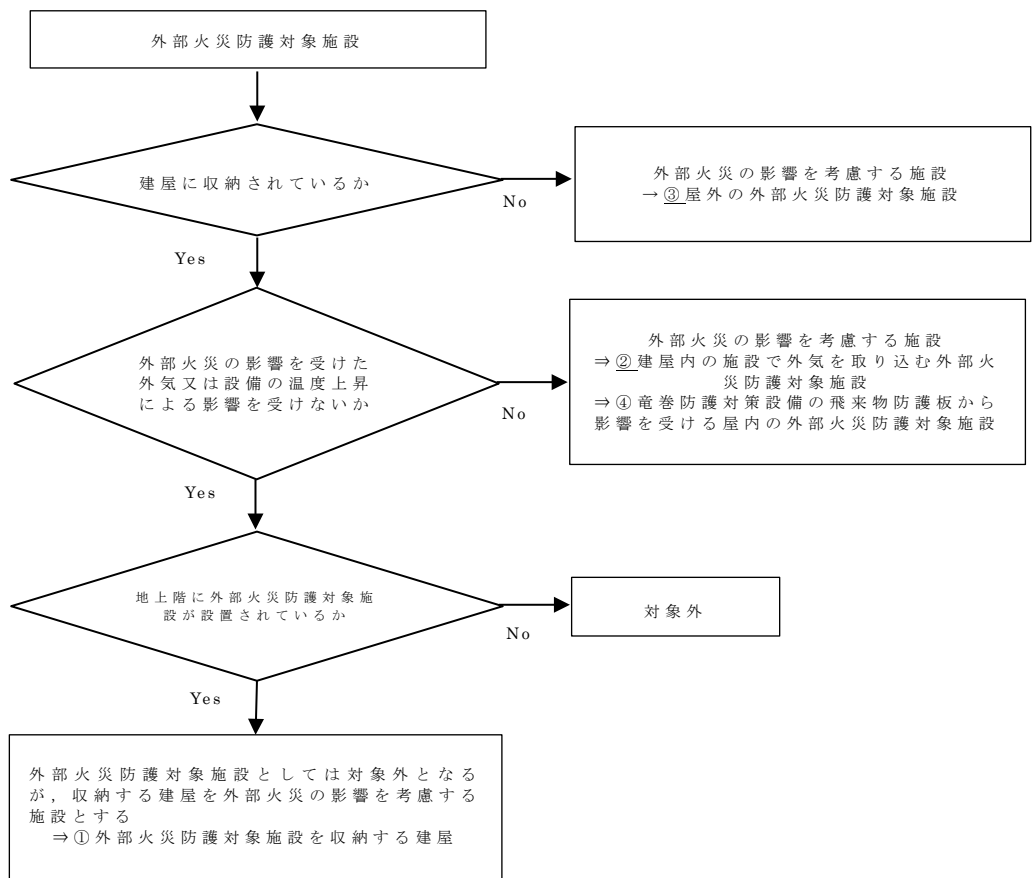 外部火災防護対象施設
建屋に収納されているか
No
外部火災の影響を考慮する施設
→③屋外の外部火災防護対象施設
Yes
外部火災の影響を受けた
外気又は設備の温度上昇
による影響を受けないか
No
外部火災の影響を考慮する施設
⇒②建屋内の施設で外気を取り込む外部火
災防護対象施設
⇒④竜巻防護対策設備の飛来物防護板から
影響を受ける屋内の外部火災防護対象施設
Yes
地上階に外部火災防護対象施
設が設置されているか
No
対象外
Yes
外部火災防護対象施設としては対象外となる
が，収納する建屋を外部火災の影響を考慮する
施設とする
⇒①外部火災防護対象施設を収納する建屋